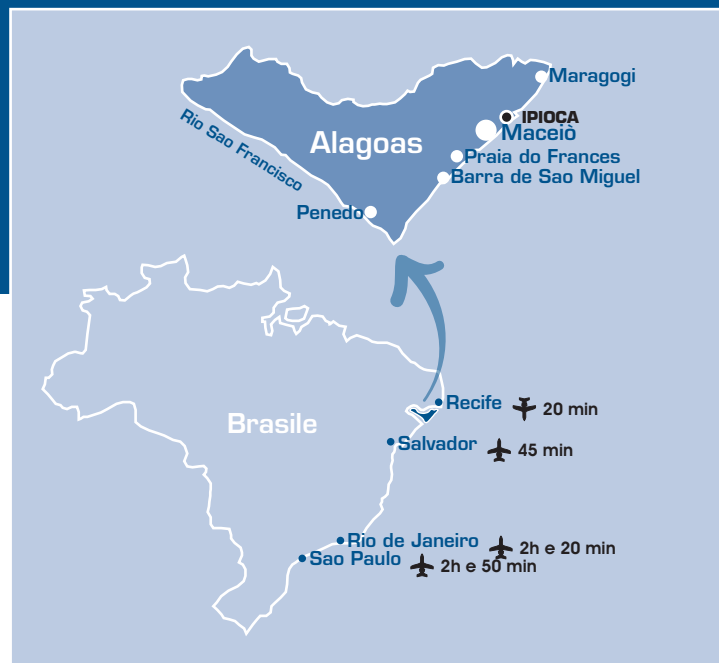 Maragogi
IPIOCA
Maceiò
Alagoas
Praia do Frances
Barra de Sao Miguel
Rio Sao Francisco
Penedo
Recife 20 min
Brasile
Salvador 45 min
Rio de Janeiro 2h e 20 min
Sao Paulo 2h e 50 min